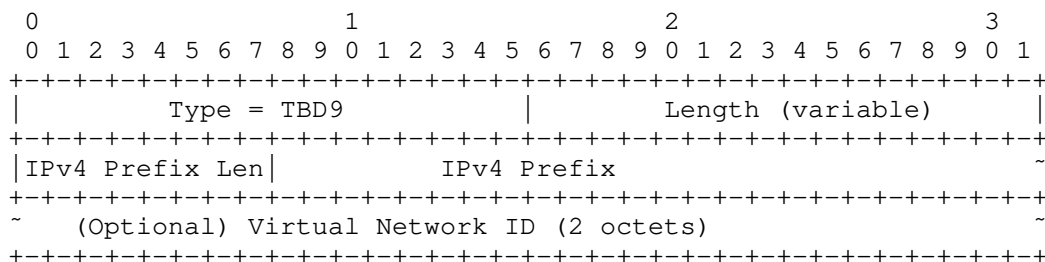 0                   1                   2                   3
 0 1 2 3 4 5 6 7 8 9 0 1 2 3 4 5 6 7 8 9 0 1 2 3 4 5 6 7 8 9 0 1
+-+-+-+-+-+-+-+-+-+-+-+-+-+-+-+-+-+-+-+-+-+-+-+-+-+-+-+-+-+-+-+-+
|         Type = TBD9           |        Length (variable)      |
+-+-+-+-+-+-+-+-+-+-+-+-+-+-+-+-+-+-+-+-+-+-+-+-+-+-+-+-+-+-+-+-+
|IPv4 Prefix Len|          IPv4 Prefix                          ~
+-+-+-+-+-+-+-+-+-+-+-+-+-+-+-+-+-+-+-+-+-+-+-+-+-+-+-+-+-+-+-+-+
~   (Optional) Virtual Network ID (2 octets)                    ~
+-+-+-+-+-+-+-+-+-+-+-+-+-+-+-+-+-+-+-+-+-+-+-+-+-+-+-+-+-+-+-+-+